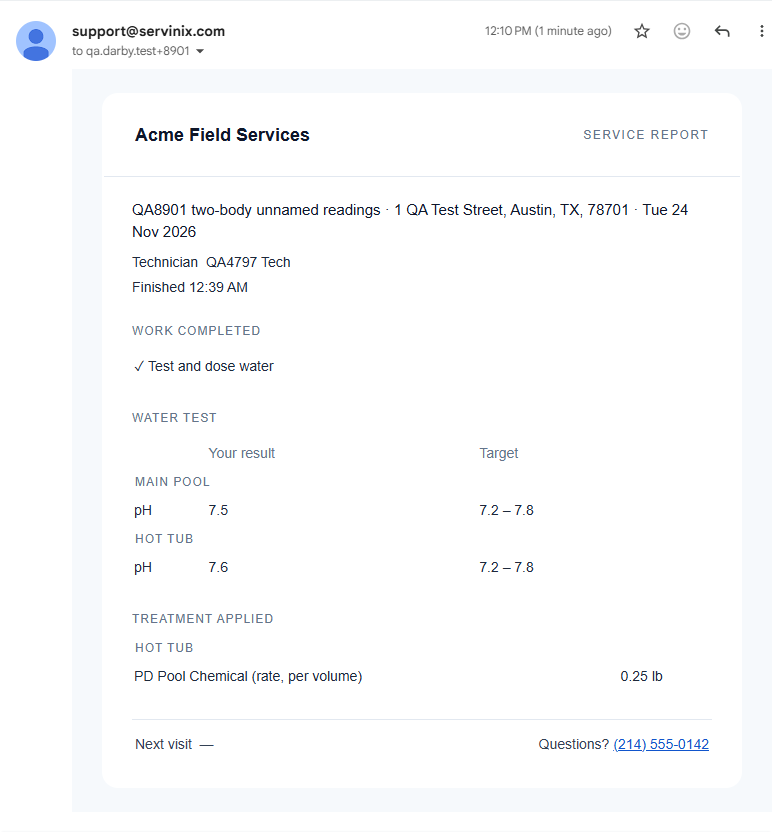 support@servinix.com
12:10 PM (1 minute ago)
to qa.darby.test+8901
Acme Field Services
SERVICE REPORT
QA8901 two-body unnamed readings · 1 QA Test Street, Austin, TX, 78701 · Tue 24
Nov 2026
Technician QA4797 Tech
Finished 12:39 AM
WORK COMPLETED
✓ Test and dose water
WATER TEST
Your result Target
MAIN POOL
pH 7.5 7.2 – 7.8
HOT TUB
pH 7.6 7.2 – 7.8
TREATMENT APPLIED
HOT TUB
PD Pool Chemical (rate, per volume) 0.25 lb
Next visit — Questions? (214) 555-0142